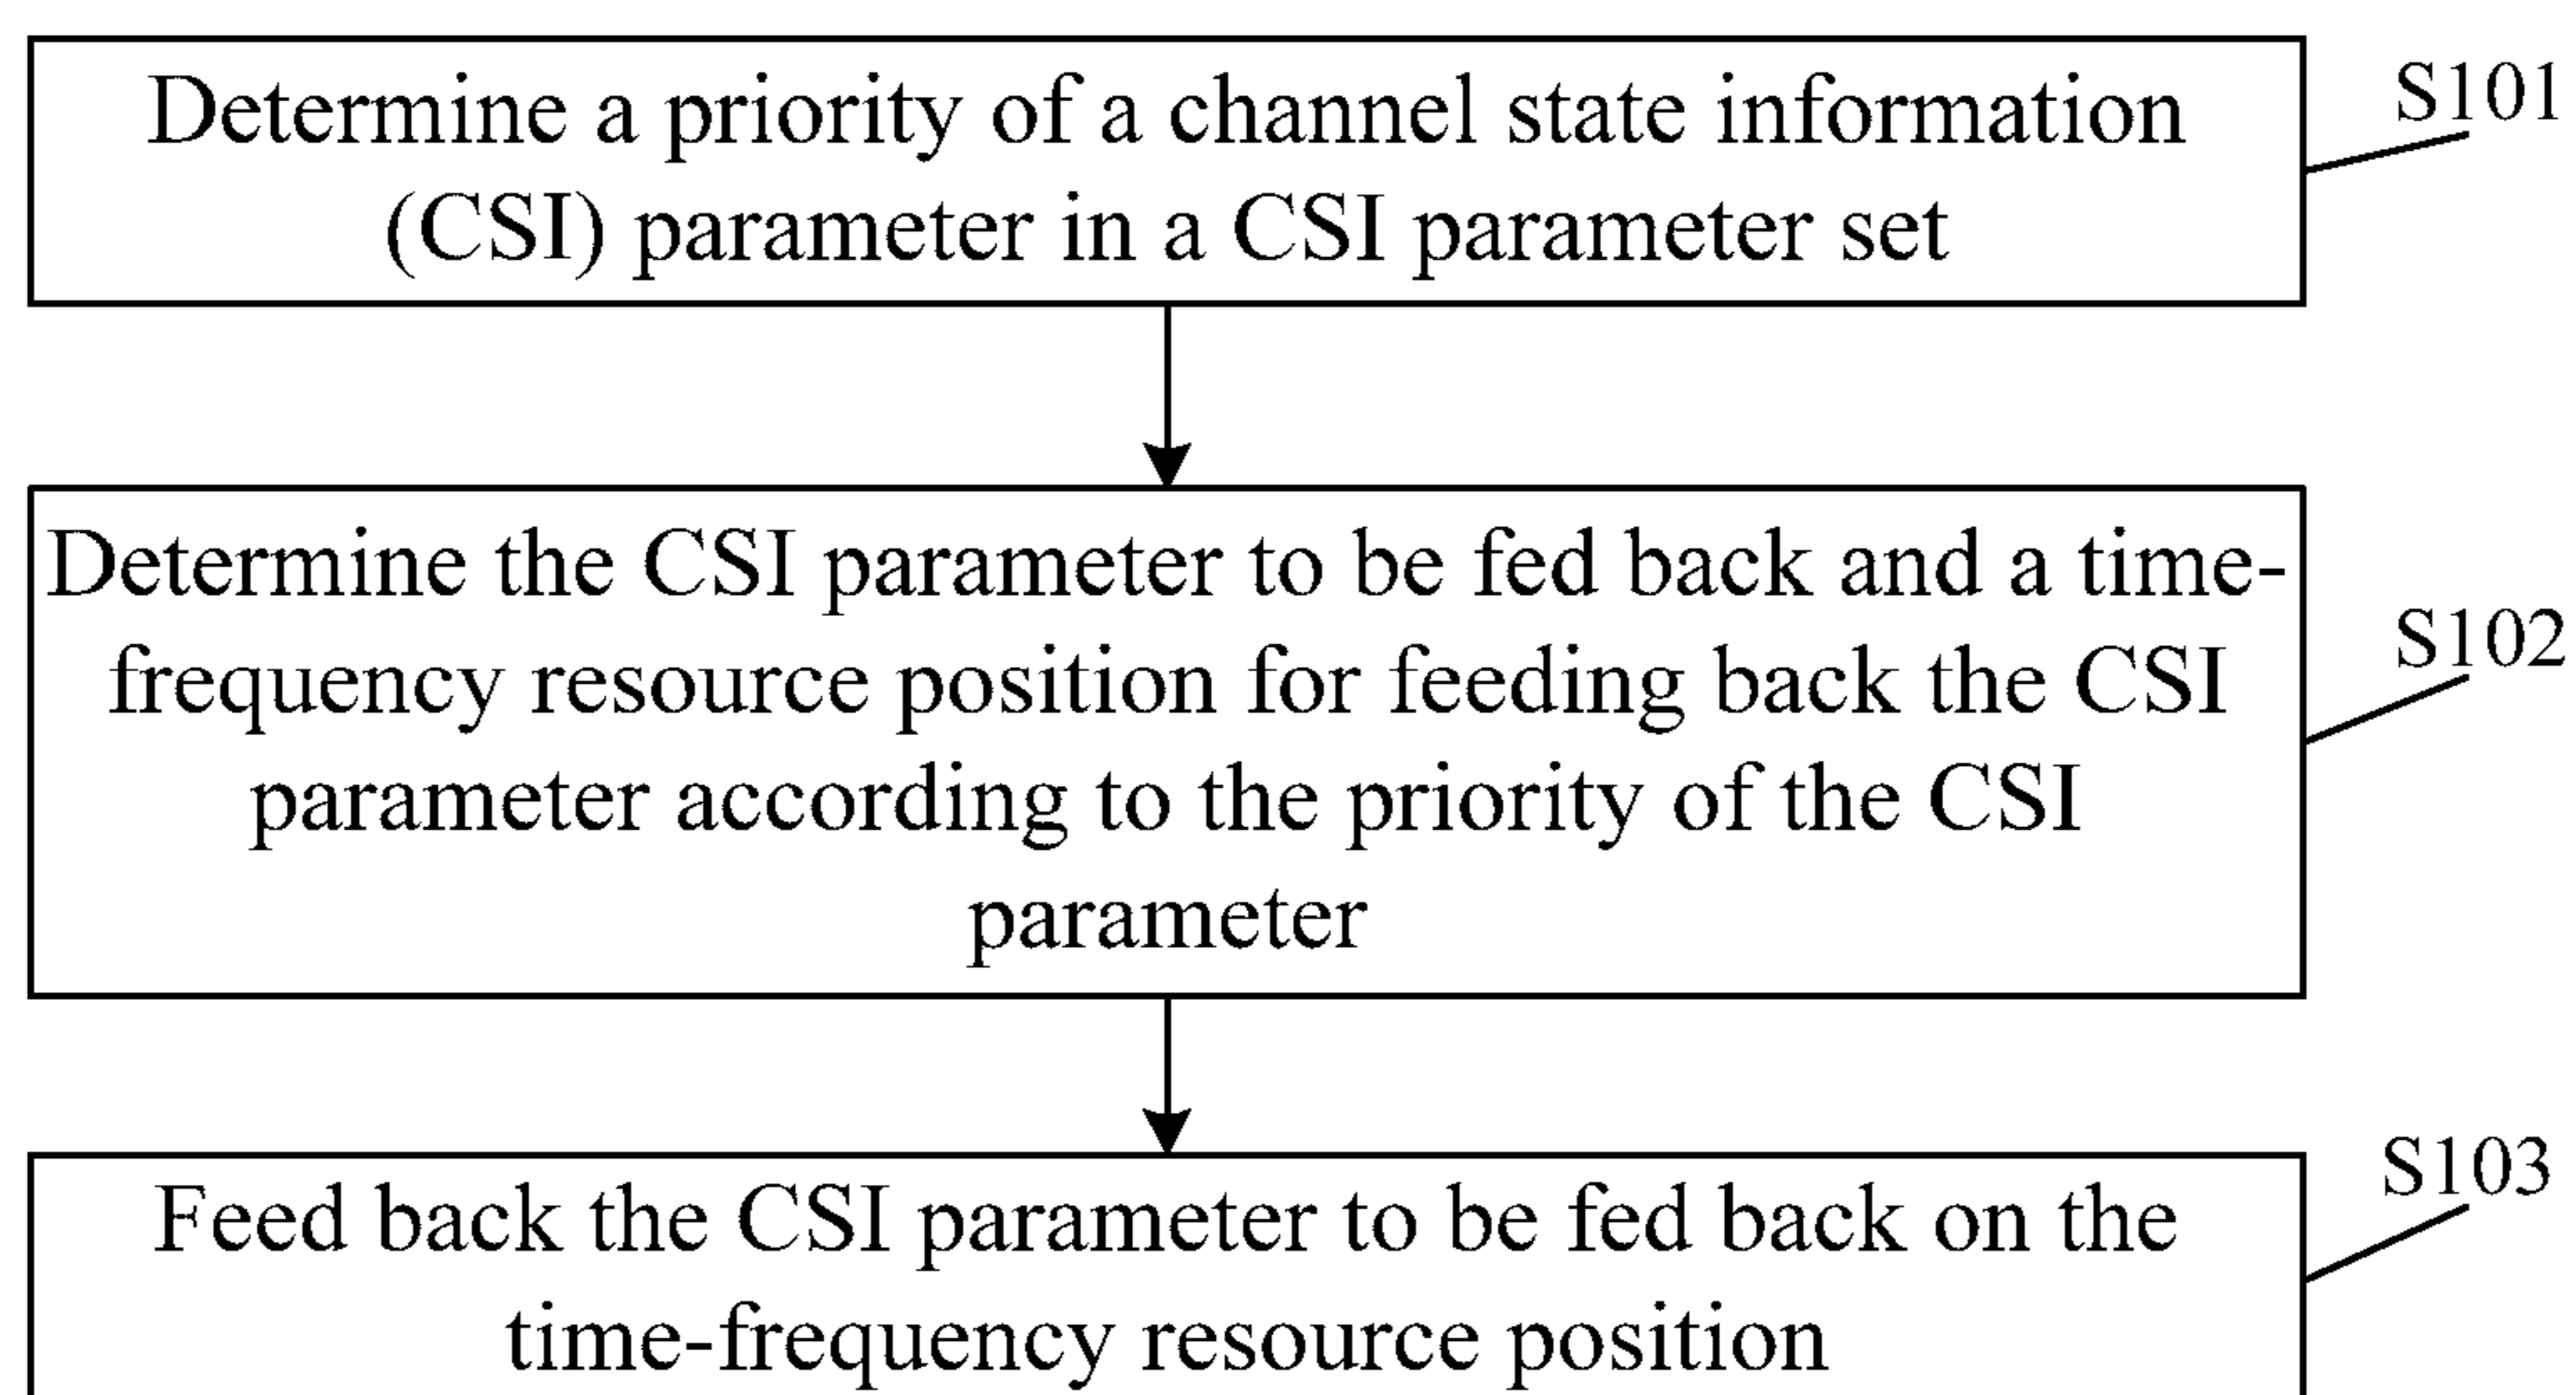 Determine a priority of a channel state information
(CSI) parameter in a CSI parameter set
S101
Determine the CSI parameter to be fed back and a time-
frequency resource position for feeding back the CSI
parameter according to the priority of the CSI
parameter
S102
Feed back the CSI parameter to be fed back on the
time-frequency resource position
S103